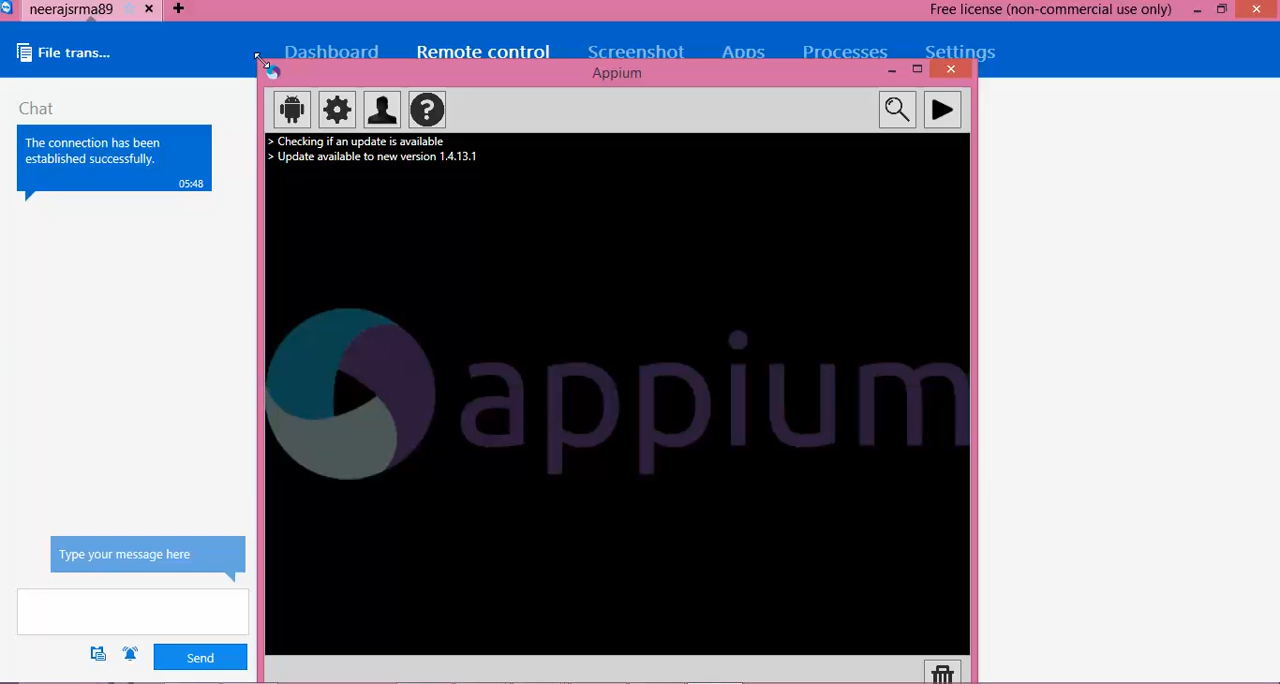 neerajsrma89
Free license (non-commercial use only)
File trans...
Dashboard
Remote control
Screenshot
Apps
Processes
Settings
Appium
Chat
The connection has been
established successfully.
05:48
> Checking if an update is available
> Update available to new version 1.4.13.1
appium
Type your message here
Send